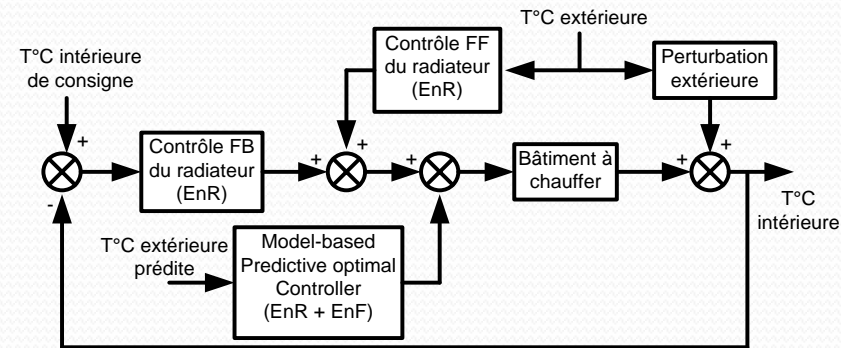 T°C extérieure
T°C intérieure
de consigne
Contrôle FF
du radiateur
(EnR)
Perturbation
extérieure
+
+
+
Contrôle FB
du radiateur
(EnR)
+
+
Bâtiment à
chauffer
+
-
T°C
intérieure
T°C extérieure
prédite
Model-based
Predictive optimal
Controller
(EnR + EnF)